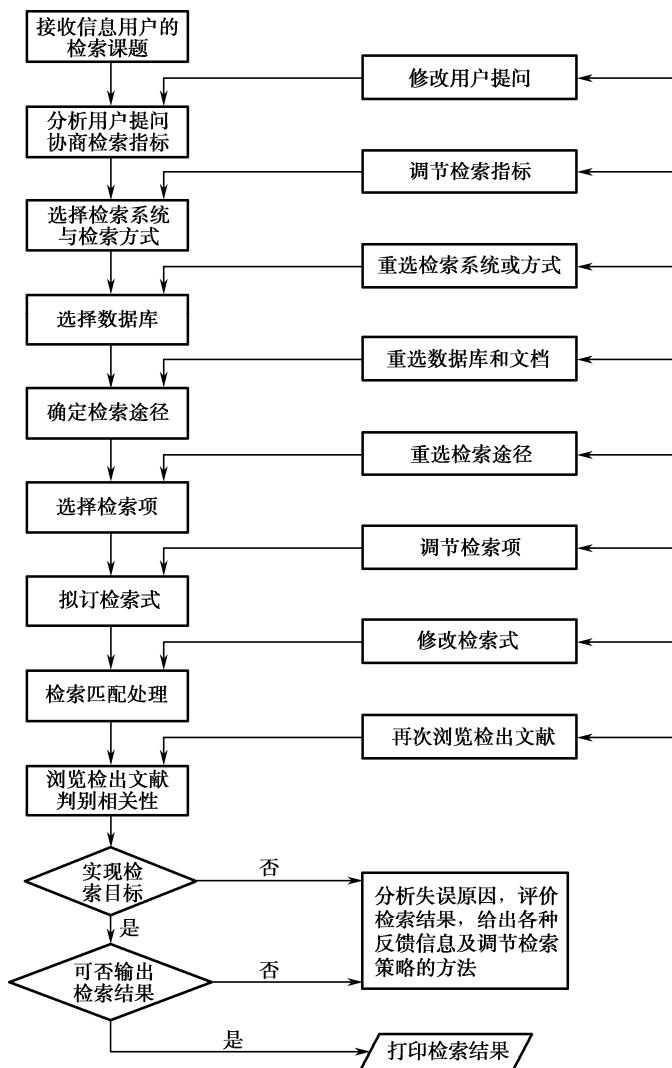 接收信息用户的
检索课题
修改用户提问
分析用户提问
协商检索指标
调节检索指标
选择检索系统
与检索方式
重选检索系统或方式
选择数据库
重选数据库和文档
确定检索途径
重选检索途径
选择检索项
调节检索项
拟订检索式
修改检索式
检索匹配处理
再次浏览检出文献
浏览检出文献
判别相关性
实现检
索目标
否
分析失误原因，评价
检索结果，给出各种
反馈信息及调节检索
策略的方法
是
可否输出
检索结果
否
是
打印检索结果